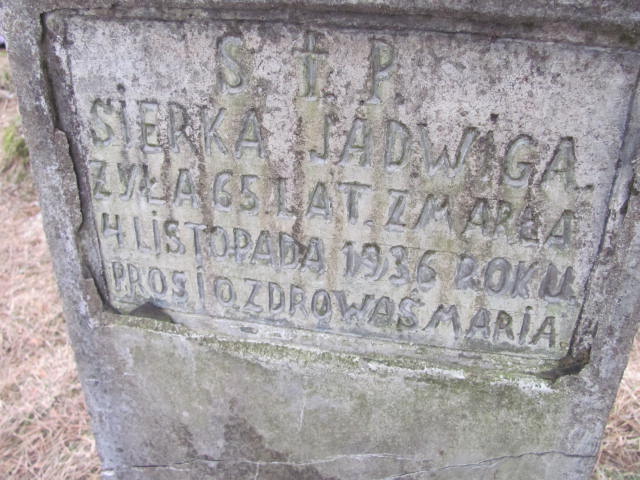 S. †. P.
SIERKA JADWIGA
ŻYŁA 65 LAT. ZMARŁA
4 LISTOPADA 1936 ROKU
PROSI O ZDROWAŚ MARIA.